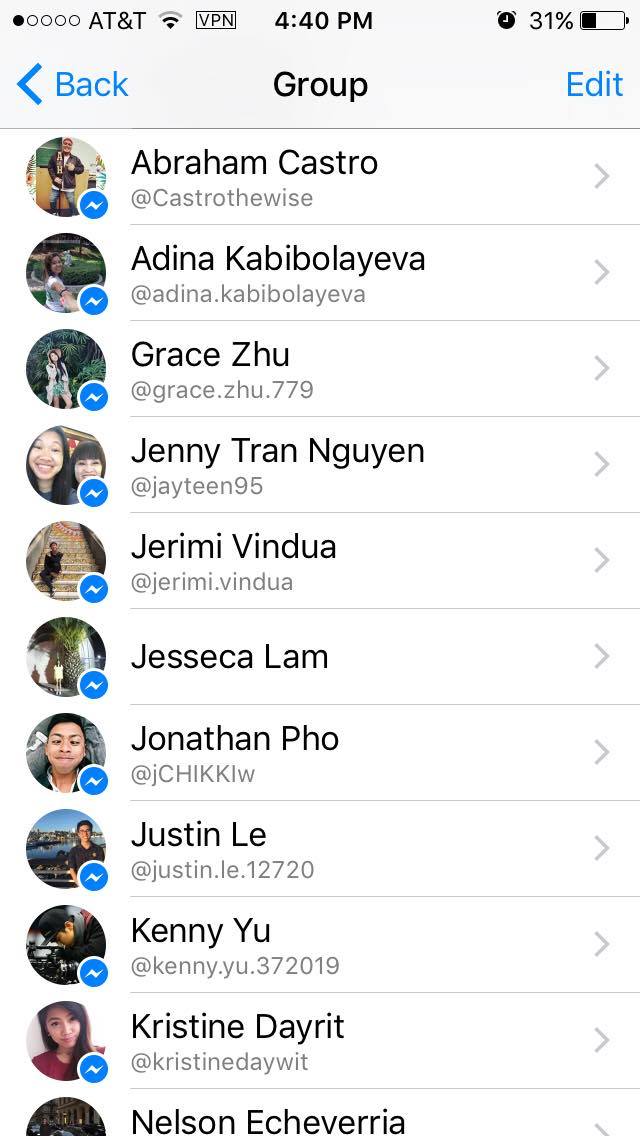 AT&T VPN 4:40 PM 31%
Back Group Edit
Abraham Castro
@Castrothewise
Adina Kabibolayeva
@adina.kabibolayeva
Grace Zhu
@grace.zhu.779
Jenny Tran Nguyen
@jayteen95
Jerimi Vindua
@jerimi.vindua
Jesseca Lam
Jonathan Pho
@jCHIKKIw
Justin Le
@justin.le.12720
Kenny Yu
@kenny.yu.372019
Kristine Dayrit
@kristinedaywit
Nelson Echeverria